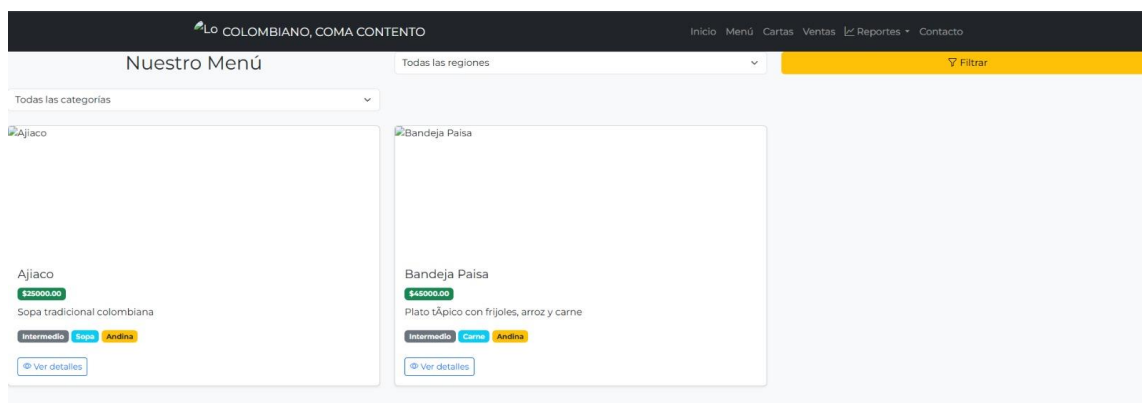 Lo COLOMBIANO, COMA CONTENTO
Inicio Menú Cartas Ventas Reportes Contacto
Nuestro Menú
Todas las regiones
Filtrar
Todas las categorías
Ajiaco
Bandeja Paisa
Ajiaco
$25000.00
Sopa tradicional colombiana
Intermedio Sopa Andina
Ver detalles
Bandeja Paisa
$45000.00
Plato tÃpico con frijoles, arroz y carne
Intermedio Carne Andina
Ver detalles